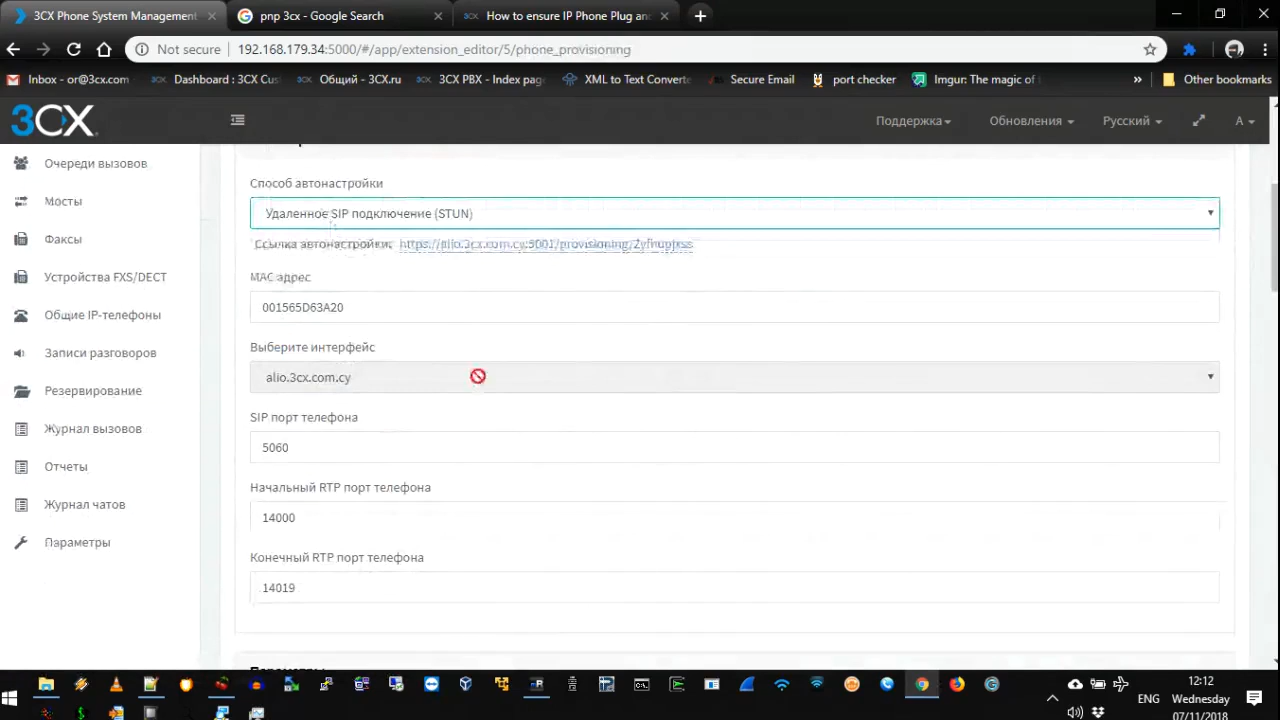 3CX Phone System Management
pnp 3cx - Google Search
How to ensure IP Phone Plug an
Not secure
192.168.179.34:5000/#/app/extension_editor/5/phone_provisioning
Inbox - or@3cx.com
Dashboard : 3CX Cus
Общий - 3CX.ru
3CX PBX - Index page
XML to Text Converte
Secure Email
port checker
Imgur: The magic of t
»
Other bookmarks
3CX
Поддержка
Обновления
Русский
A
Очереди вызовов
Мосты
Факсы
Устройства FXS/DECT
Общие IP-телефоны
Записи разговоров
Резервирование
Журнал вызовов
Отчеты
Журнал чатов
Параметры
Способ автонастройки
Удаленное SIP подключение (STUN)
Ссылка автонастройки:
MAC адрес
001565D63A20
Выберите интерфейс
alio.3cx.com.cy
SIP порт телефона
5060
Начальный RTP порт телефона
14000
Конечный RTP порт телефона
14019
Параметры
ENG
12:12
Wednesday
07/11/2018